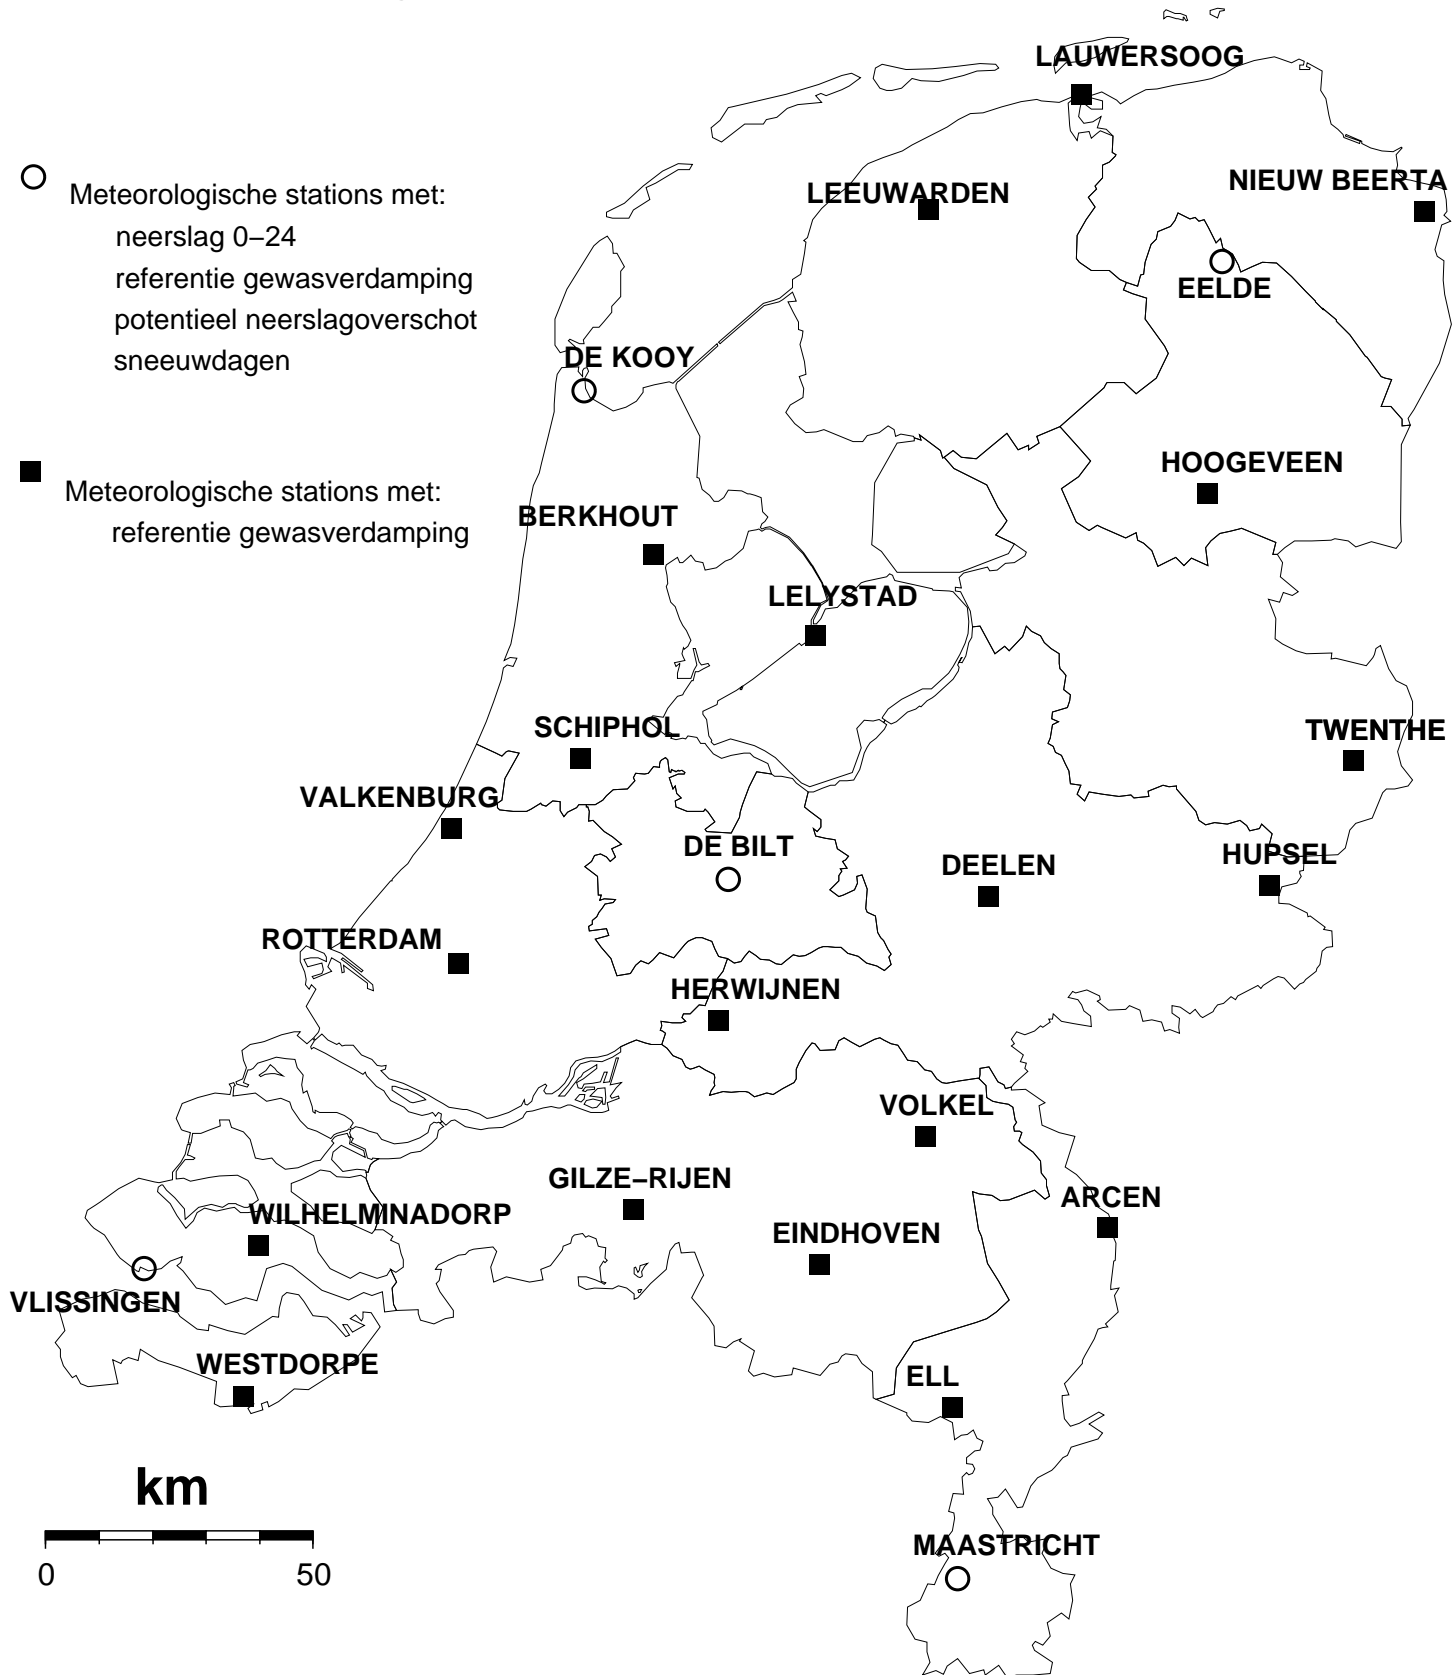 LAUWERSOOG
LEEUWARDEN
NIEUW BEERTA
Meteorologische stations met:
neerslag 0–24
referentie gewasverdamping
potentieel neerslagoverschot
sneeuwdagen
EELDE
DE KOOY
HOOGEVEEN
Meteorologische stations met:
referentie gewasverdamping
BERKHOUT
LELYSTAD
SCHIPHOL
TWENTHE
VALKENBURG
DE BILT
DEELEN
HUPSEL
ROTTERDAM
HERWIJNEN
VOLKEL
GILZE–RIJEN
ARCEN
WILHELMINADORP
EINDHOVEN
VLISSINGEN
WESTDORPE
ELL
km
0 50
MAASTRICHT